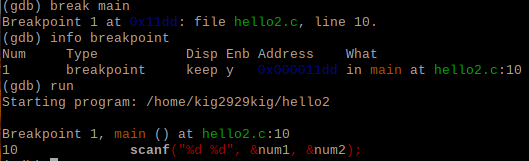 (gdb) break main
Breakpoint 1 at 0x11dd: file hello2.c, line 10.
(gdb) info breakpoint
Num     Type           Disp Enb Address    What
1       breakpoint     keep y   0x000011dd in main at hello2.c:10
(gdb) run
Starting program: /home/kig2929kig/hello2

Breakpoint 1, main () at hello2.c:10
10              scanf("%d %d", &num1, &num2);
(gdb)